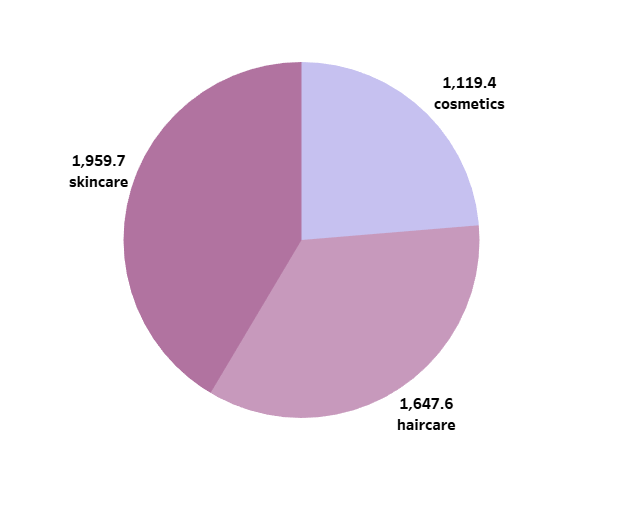 1,119.4
cosmetics
1,959.7
skincare
1,647.6
haircare